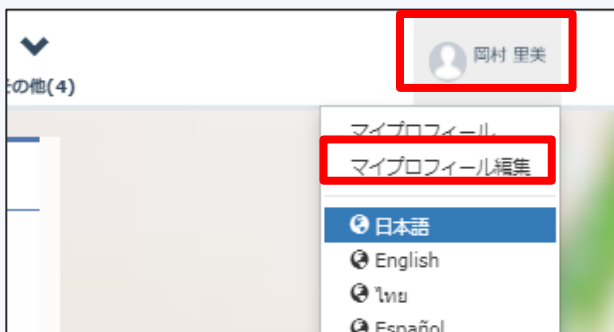 岡村 里美
その他(4)
マイプロフィール
マイプロフィール編集
日本語
English
ไทย
Español